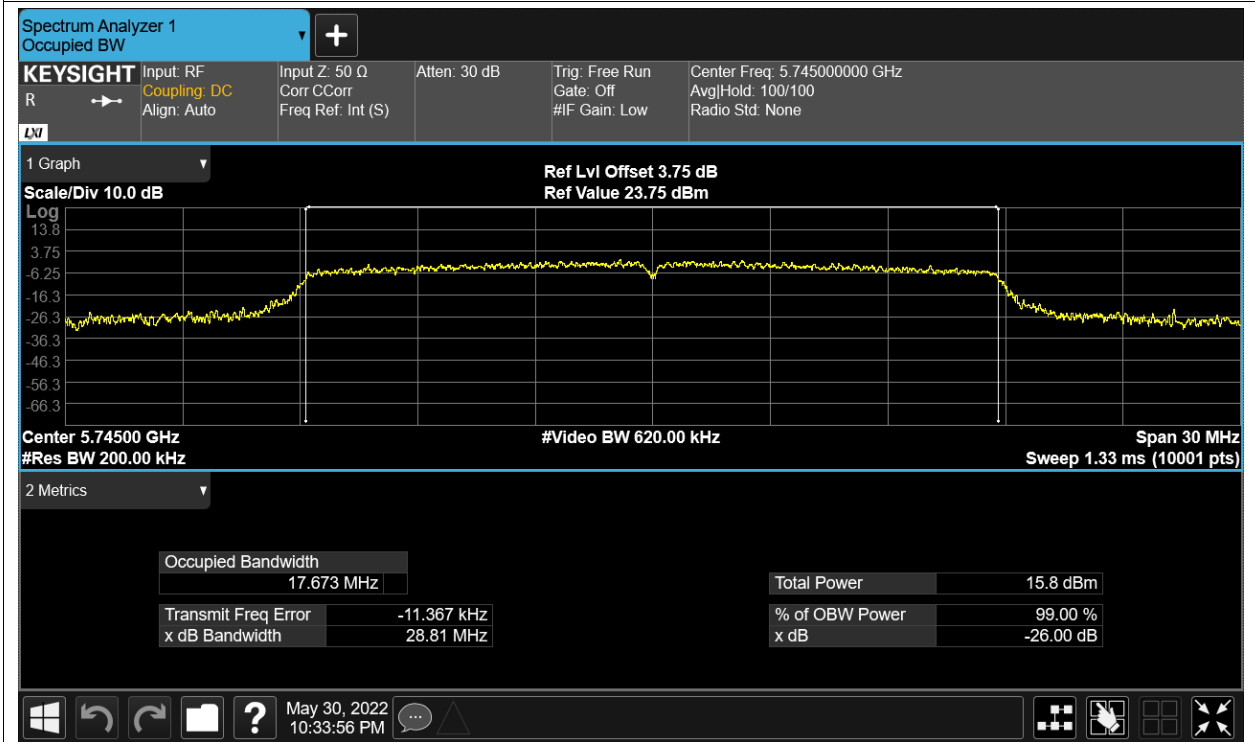 Spectrum Analyzer 1
Occupied BW
KEYSIGHT
R
LXI
Input: RF
Coupling: DC
Align: Auto
Input Z: 50 Ω
Corr CCorr
Freq Ref: Int (S)
Atten: 30 dB
Trig: Free Run
Gate: Off
#IF Gain: Low
Center Freq: 5.745000000 GHz
Avg|Hold: 100/100
Radio Std: None
1 Graph
Scale/Div 10.0 dB
Ref Lvl Offset 3.75 dB
Ref Value 23.75 dBm
Log
13.8
3.75
-6.25
-16.3
-26.3
-36.3
-46.3
-56.3
-66.3
Center 5.74500 GHz
#Res BW 200.00 kHz
#Video BW 620.00 kHz
Span 30 MHz
Sweep 1.33 ms (10001 pts)
2 Metrics
Occupied Bandwidth
17.673 MHz
Transmit Freq Error -11.367 kHz
x dB Bandwidth 28.81 MHz
Total Power 15.8 dBm
% of OBW Power 99.00 %
x dB -26.00 dB
?
May 30, 2022
10:33:56 PM